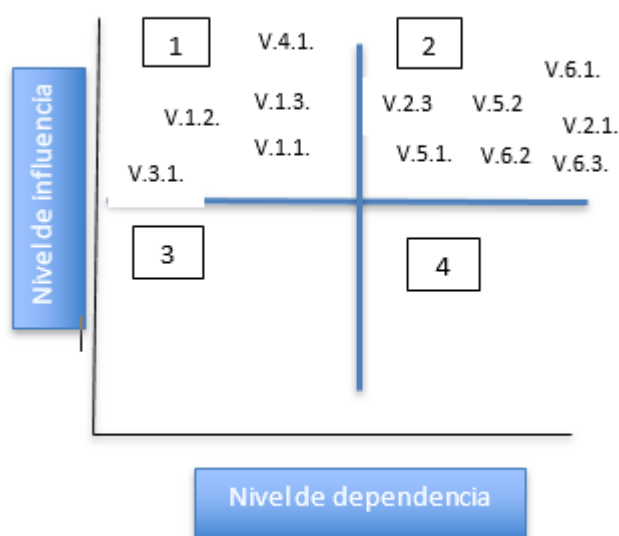 1
V.4.1.
2
V.6.1.
V.1.2.
V.1.3.
V.2.3
V.5.2
V.2.1.
V.1.1.
V.5.1.
V.6.2
V.6.3.
V.3.1.
3
4
Nivel de influencia
Nivel de dependencia